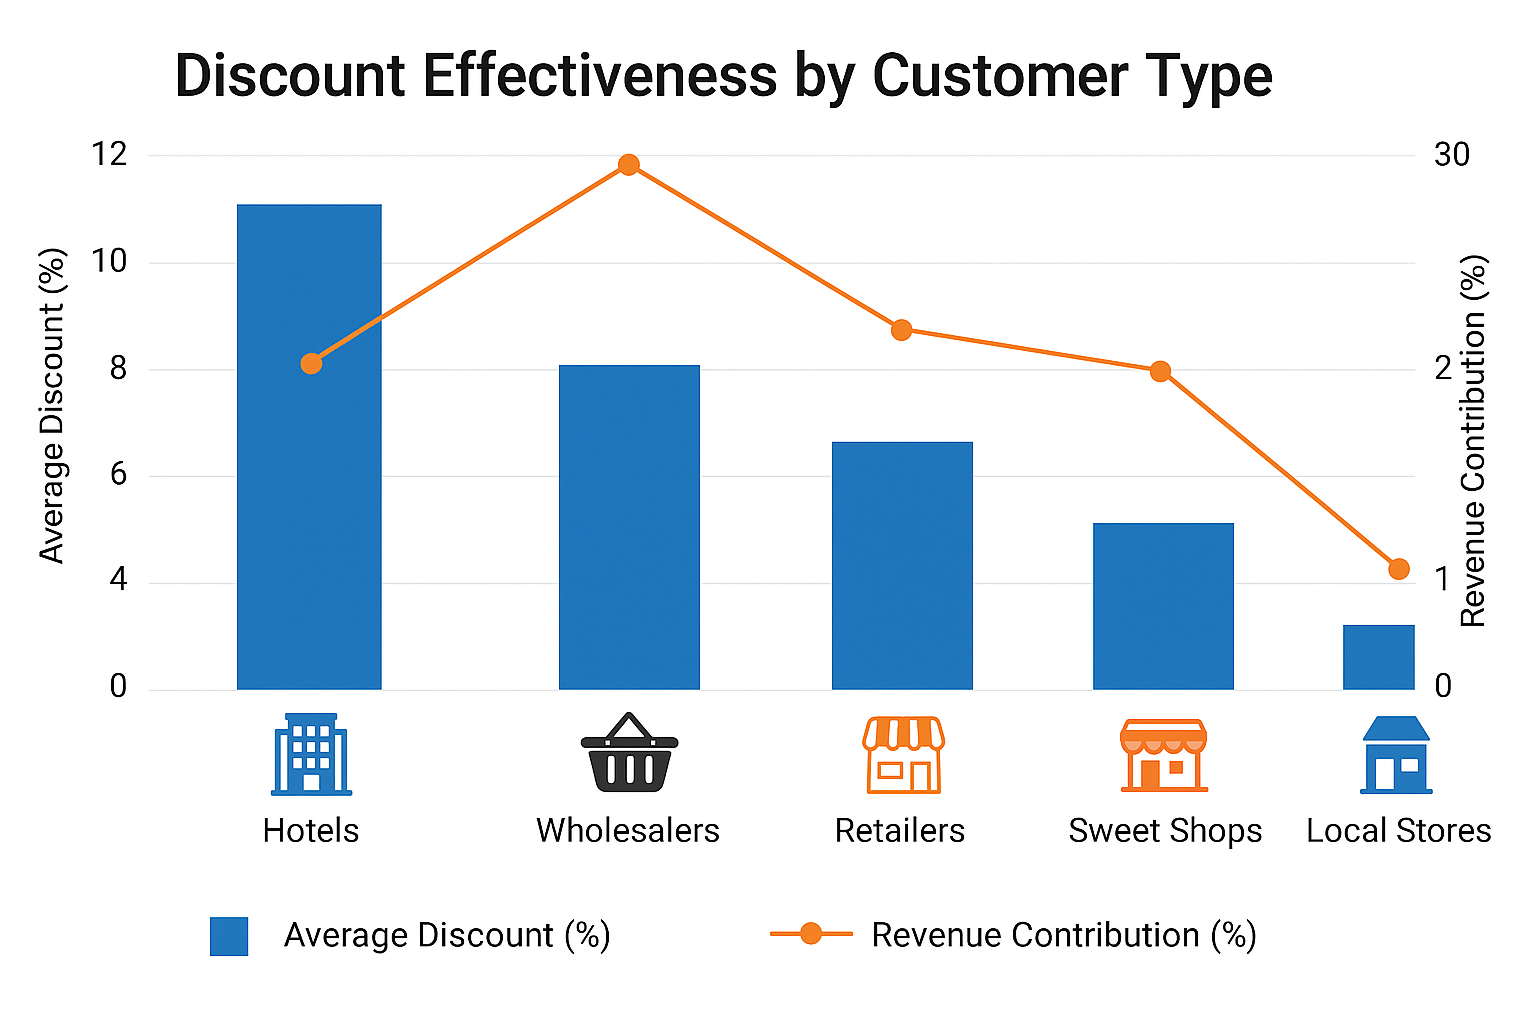 Discount Effectiveness by Customer Type
12
10
8
6
4
0
Average Discount (%)
30
2
1
0
Revenue Contribution (%)
Hotels
Wholesalers
Retailers
Sweet Shops
Local Stores
Average Discount (%)
Revenue Contribution (%)